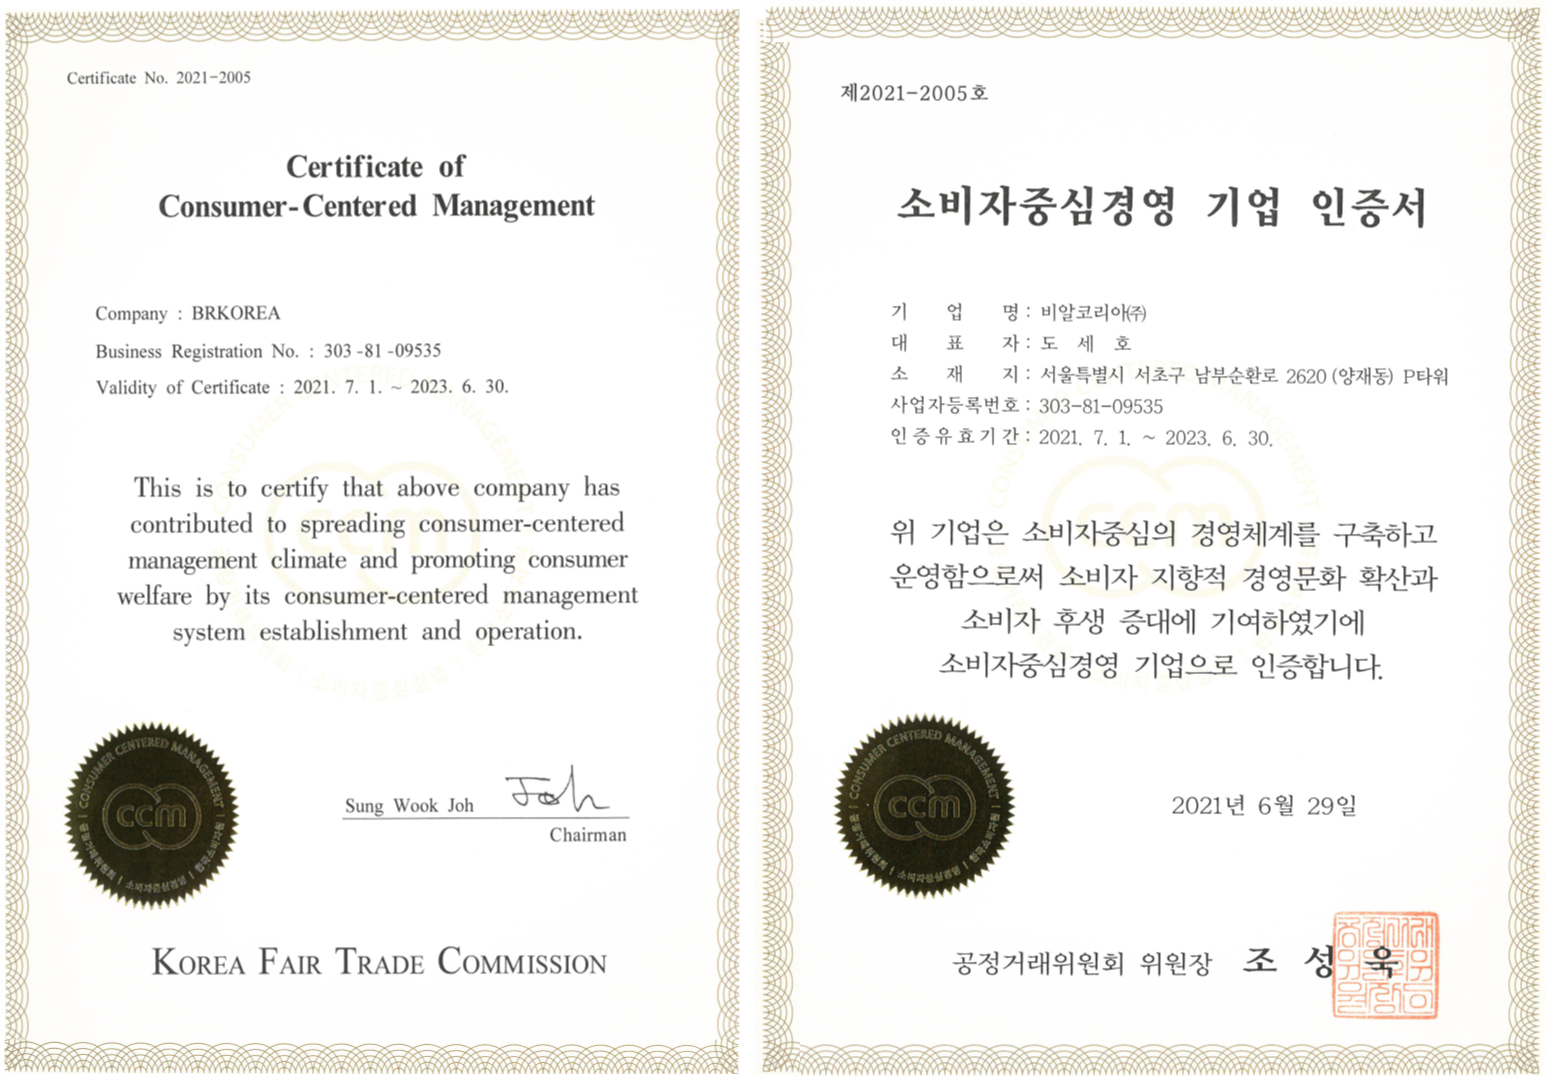 Certificate No. 2021-2005
Certificate of
Consumer-Centered Management
Company : BRKOREA
Business Registration No. : 303-81-09535
Validity of Certificate : 2021. 7. 1. ~ 2023. 6. 30.
This is to certify that above company has
contributed to spreading consumer-centered
management climate and promoting consumer
welfare by its consumer-centered management
system establishment and operation.
CONSUMER CENTERED MANAGEMENT
ccm
공정거래위원회 | 소비자중심경영 | 한국소비자원
Sung Wook Joh
Joh
Chairman
KOREA FAIR TRADE COMMISSION
제2021-2005호
소비자중심경영 기업 인증서
기 업 명 : 비알코리아㈜
대 표 자 : 도 세 호
소 재 지 : 서울특별시 서초구 남부순환로 2620 (양재동) P타워
사업자등록번호 : 303-81-09535
인증유효기간 : 2021. 7. 1. ~ 2023. 6. 30.
위 기업은 소비자중심의 경영체계를 구축하고
운영함으로써 소비자 지향적 경영문화 확산과
소비자 후생 증대에 기여하였기에
소비자중심경영 기업으로 인증합니다.
CONSUMER CENTERED MANAGEMENT
ccm
공정거래위원회 | 소비자중심경영 | 한국소비자원
2021년 6월 29일
공정거래위원회 위원장 조 성 욱